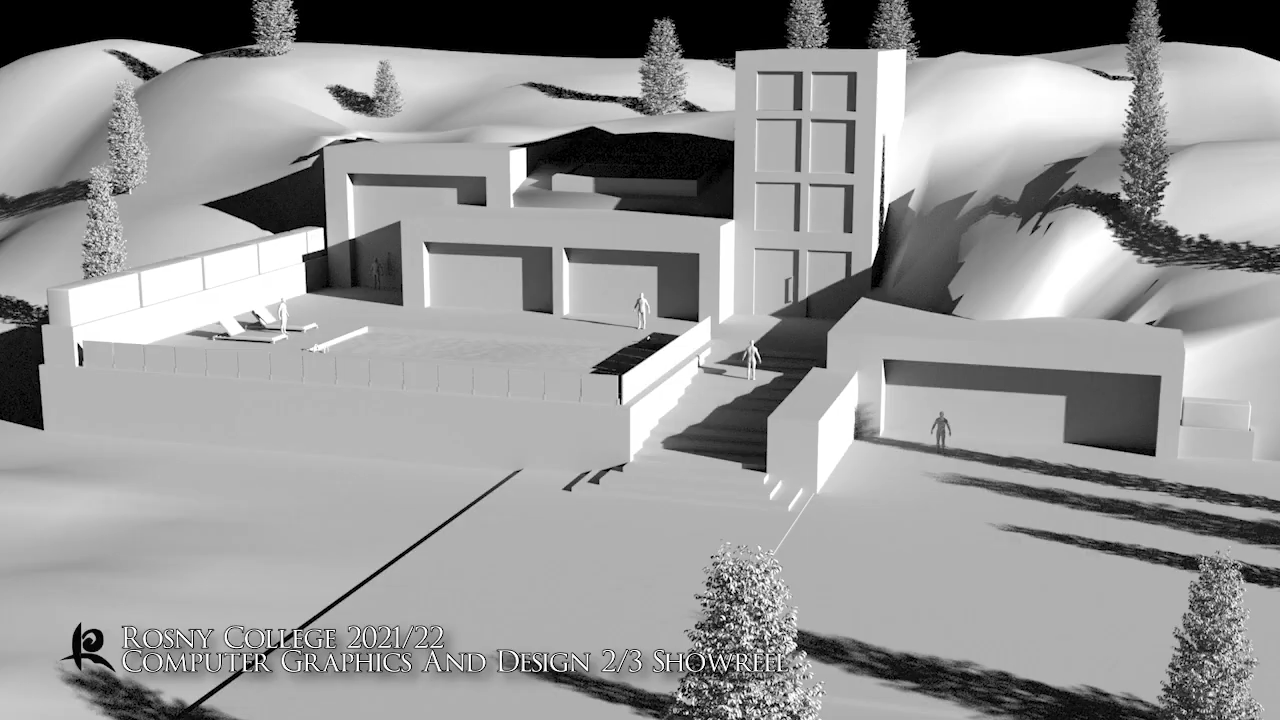 Rosny College 2021/22
Computer Graphics And Design 2/3 Showreel